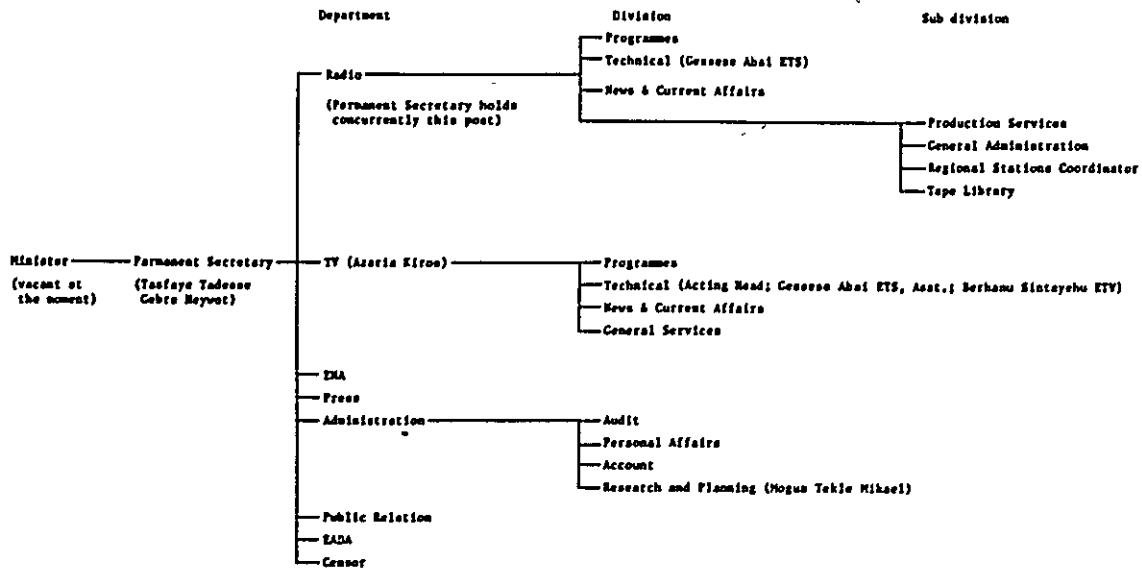 Department Division Sub division
Programmes
Technical (Gessese Abai ETS)
Radio
News & Current Affairs
(Permanent Secretary holds
concurrently this post)
Production Services
General Administration
Regional Stations Coordinator
Tape Library
Minister Permanent Secretary TV (Azaria Kiros) Programmes
(vacant at
the moment)
(Tasfaye Tadesse
Gebre Heywot)
Technical (Acting Head; Gessese Abai ETS, Asst.; Berhanu Sintayehu ETV)
News & Current Affairs
General Services
ENA
Press
Administration Audit
Personal Affairs
Account
Research and Planning (Mogus Tekle Mikael)
Public Relation
EADA
Censor